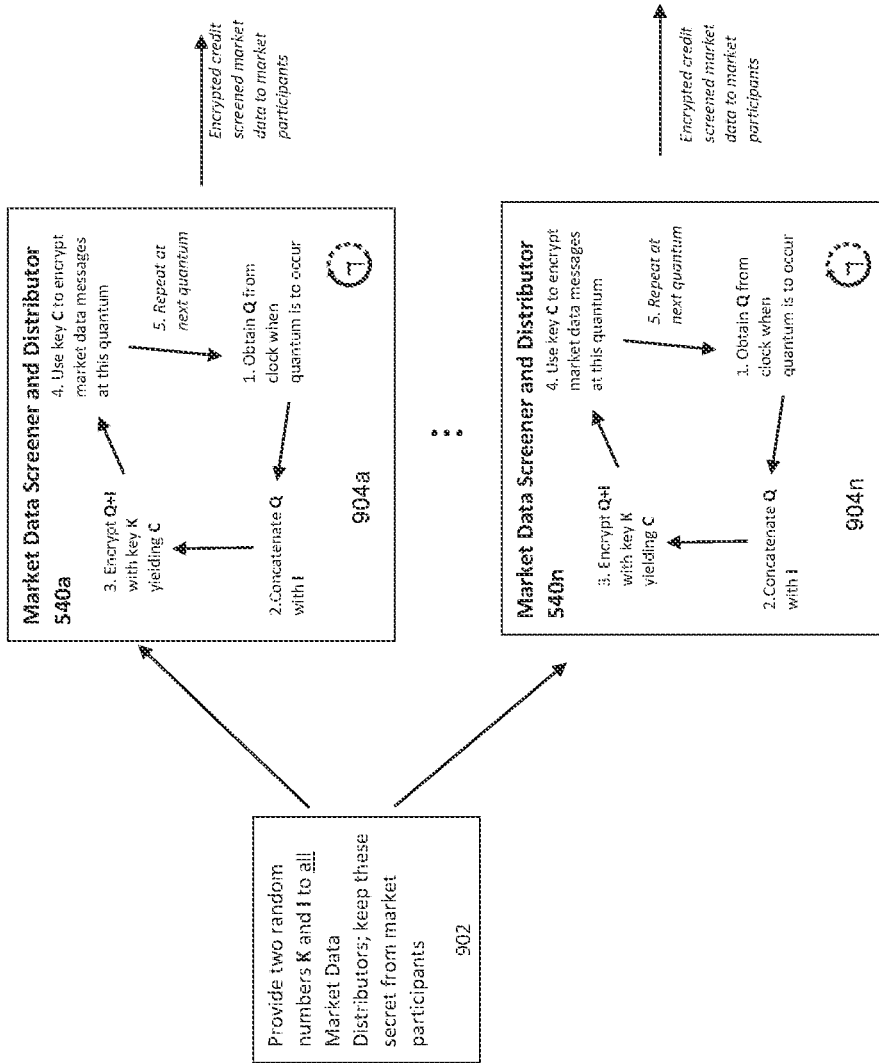 Provide two random
numbers K and I to all
Market Data
Distributors; keep these
secret from market
participants
902
Market Data Screener and Distributor
540a
1. Obtain Q from
clock when
quantum is to occur
2.Concatenate Q
with I
3. Encrypt Q+I
with key K
yielding C
4. Use key C to encrypt
market data messages
at this quantum
5. Repeat at
next quantum
904a
Encrypted credit
screened market
data to market
participants
Market Data Screener and Distributor
540n
1. Obtain Q from
clock when
quantum is to occur
2.Concatenate Q
with I
3. Encrypt Q+I
with key K
yielding C
4. Use key C to encrypt
market data messages
at this quantum
5. Repeat at
next quantum
904n
Encrypted credit
screened market
data to market
participants